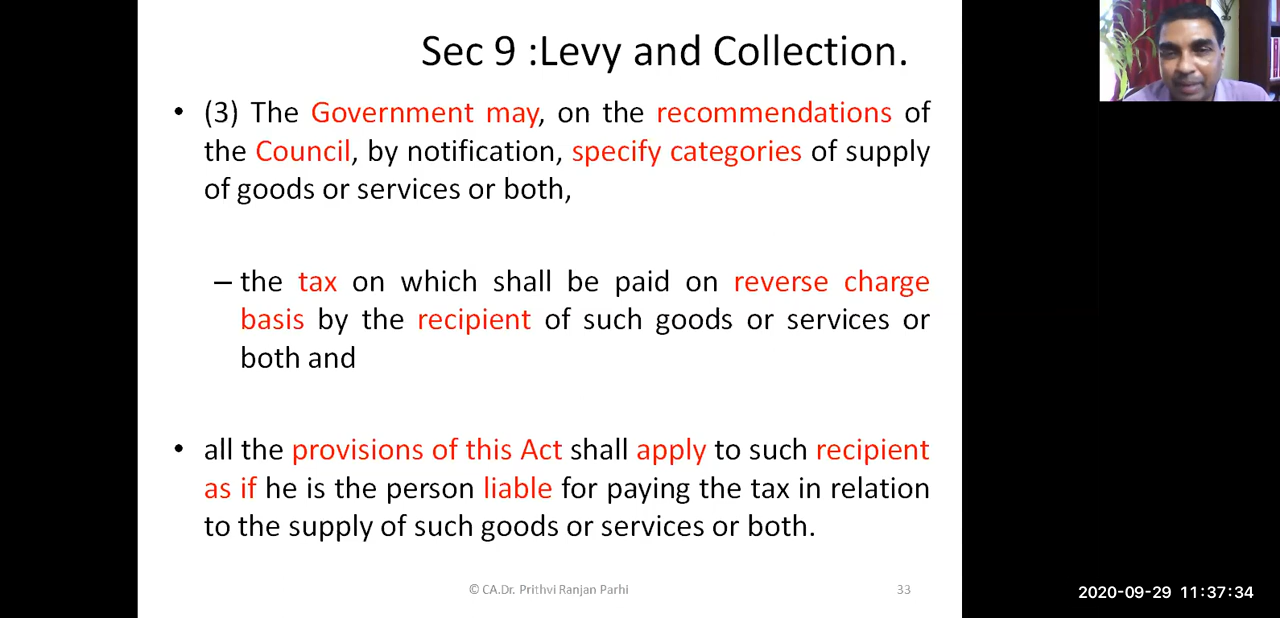 Sec 9 :Levy and Collection.
• (3) The Government may, on the recommendations of
the Council, by notification, specify categories of supply
of goods or services or both,
– the tax on which shall be paid on reverse charge
basis by the recipient of such goods or services or
both and
• all the provisions of this Act shall apply to such recipient
as if he is the person liable for paying the tax in relation
to the supply of such goods or services or both.
© CA.Dr. Prithvi Ranjan Parhi
33
2020-09-29 11:37:34